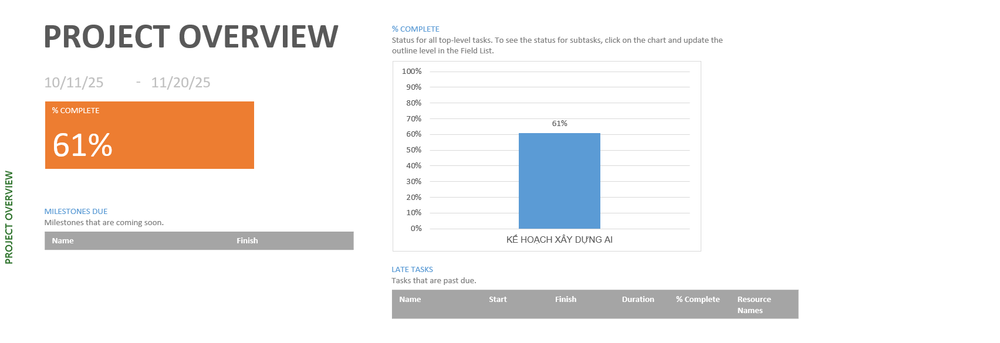 PROJECT OVERVIEW
PROJECT OVERVIEW
10/11/25 - 11/20/25
% COMPLETE
61%
MILESTONES DUE
Milestones that are coming soon.
Name Finish
% COMPLETE
Status for all top-level tasks. To see the status for subtasks, click on the chart and update the
outline level in the Field List.
100%
90%
80%
70%
61%
60%
50%
40%
30%
20%
10%
0%
KẾ HOẠCH XÂY DỰNG AI
LATE TASKS
Tasks that are past due.
Name Start Finish Duration % Complete Resource
Names